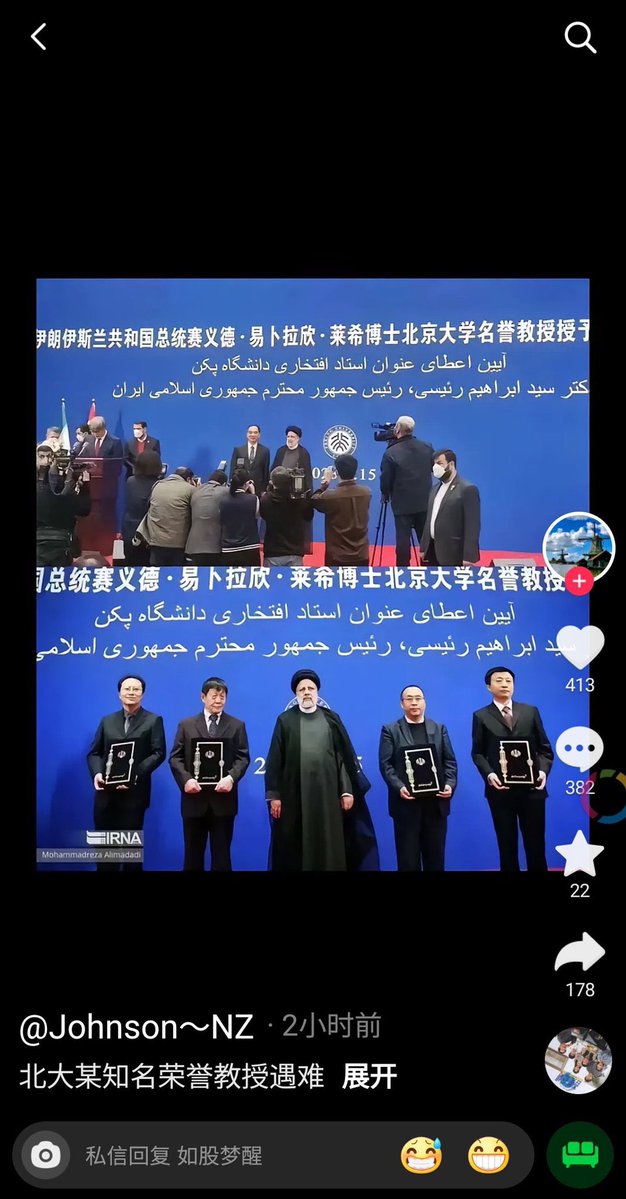 伊朗伊斯兰共和国总统赛义德·易卜拉欣·莱希博士北京大学名誉教授授予
آیین اعطای عنوان استاد افتخاری دانشگاه پکن
کتر سید ابراهیم رئیسی، رئیس جمهور محترم جمهوری اسلامی ایران
国总统赛义德·易卜拉欣·莱希博士北京大学名誉教授
آیین اعطای عنوان استاد افتخاری دانشگاه پکن
سید ابراهیم رئیسی، رئیس جمهور محترم جمهوری اسلامی
IRNA
Mohammadreza Alimadadi
413
382
22
178
@Johnson～NZ · 2小时前
北大某知名荣誉教授遇难 展开
私信回复 如股梦醒